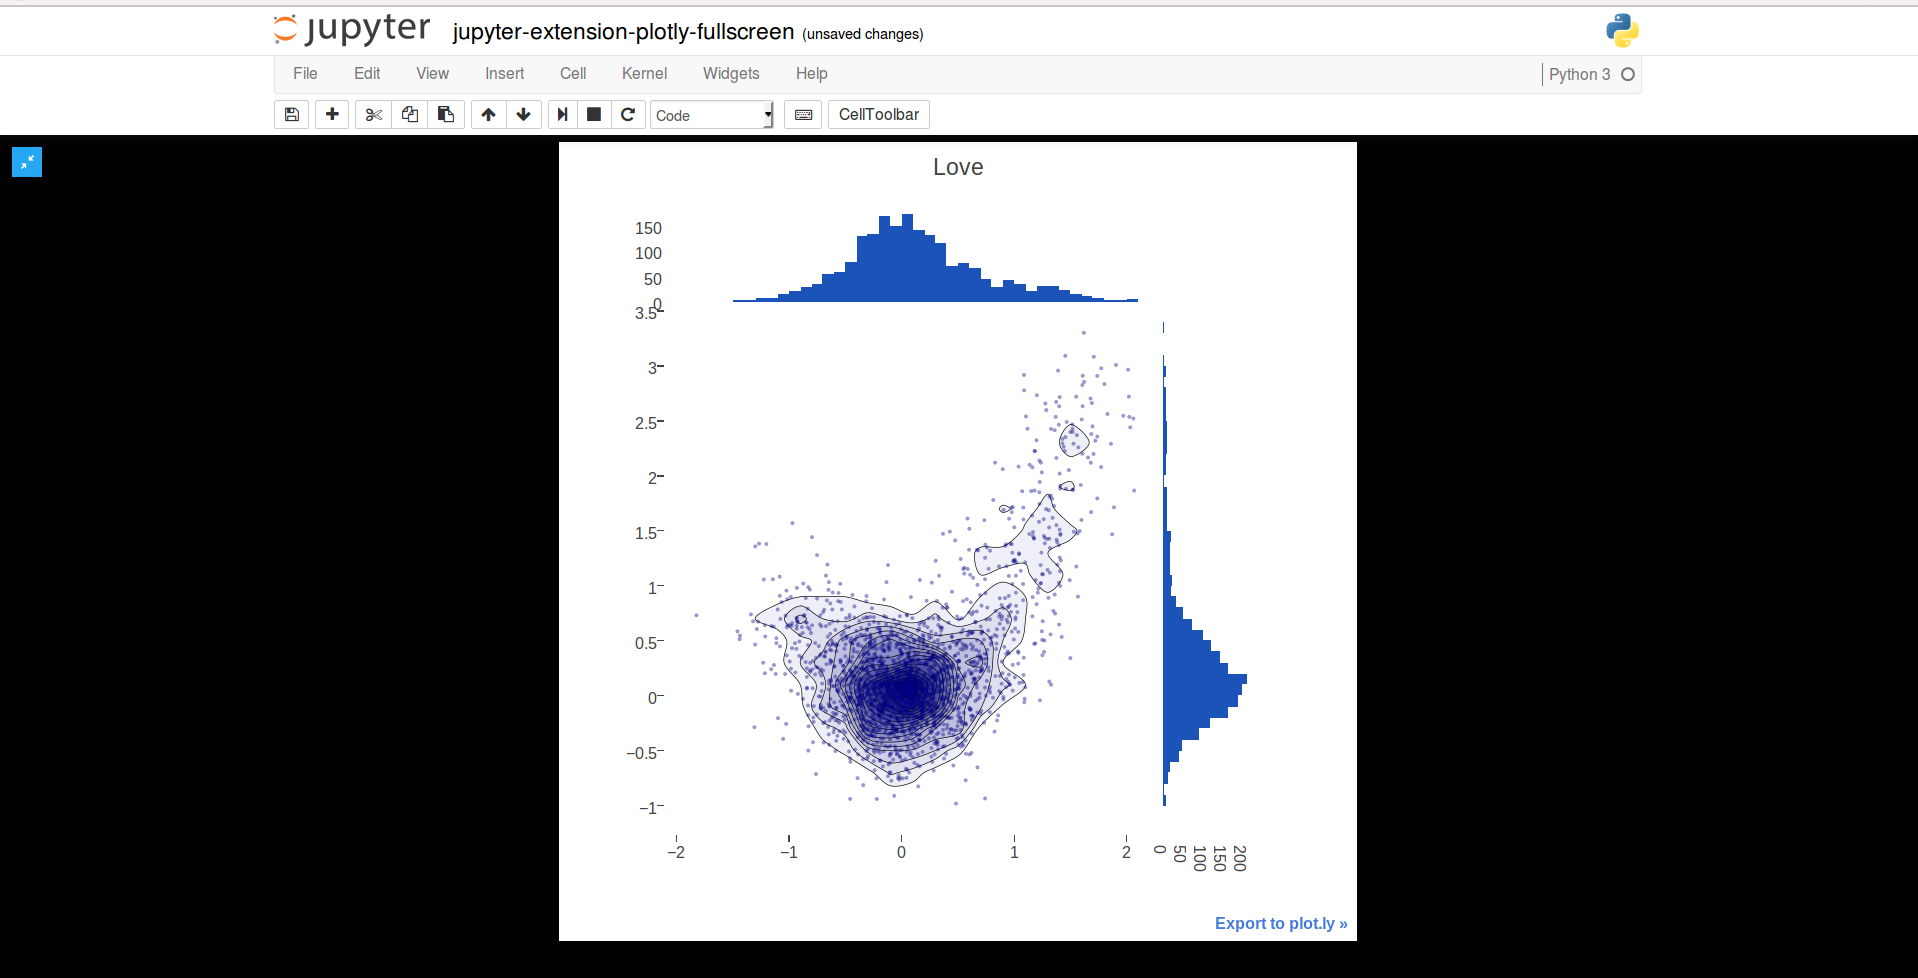 jupyter jupyter-extension-plotly-fullscreen (unsaved changes)
File Edit View Insert Cell Kernel Widgets Help Python 3
Code CellToolbar
Love
150
100
50
0
3.5
3
2.5
2
1.5
1
0.5
0
−0.5
−1
−2 −1 0 1 2
0 50 100 150 200
Export to plot.ly »